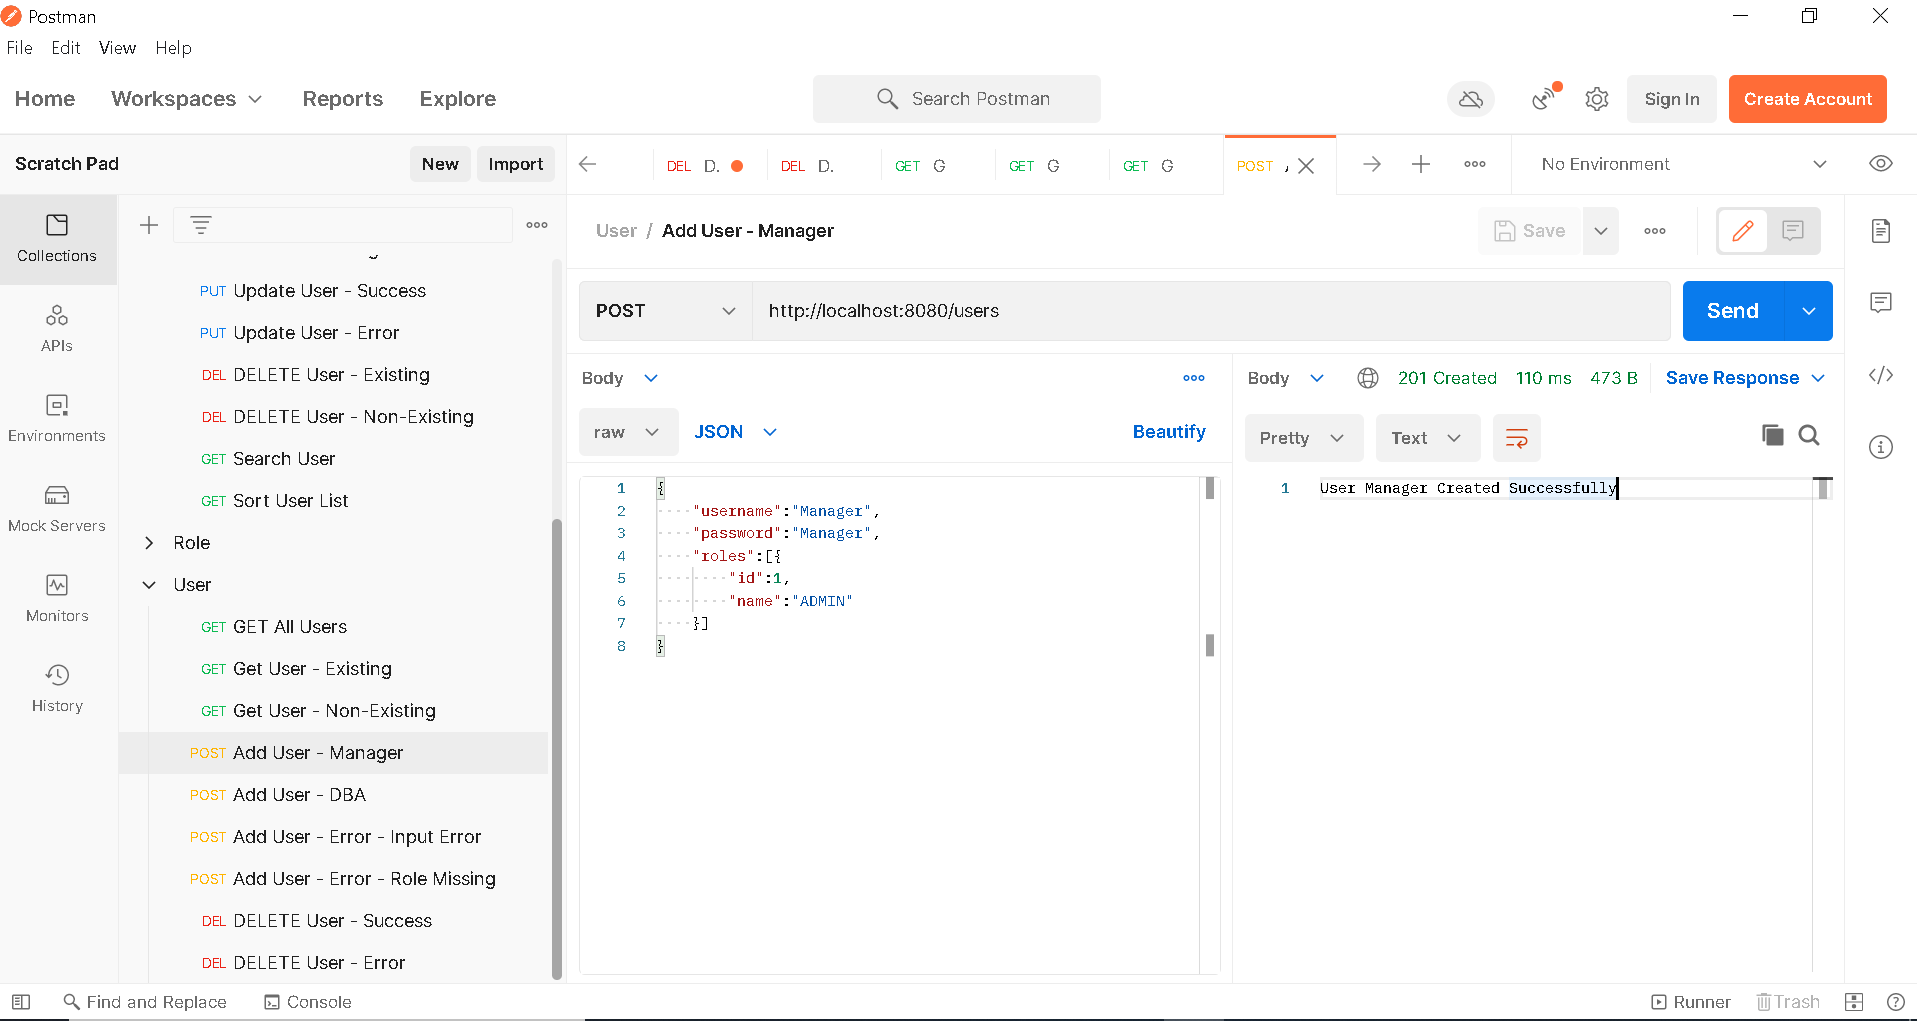 Postman
File Edit View Help
Home Workspaces Reports Explore
Search Postman
Sign In
Create Account
Scratch Pad
New
Import
DEL D.
DEL D.
GET G
GET G
GET G
POST
No Environment
Collections
APIs
Environments
Mock Servers
Monitors
History
PUT Update User - Success
PUT Update User - Error
DEL DELETE User - Existing
DEL DELETE User - Non-Existing
GET Search User
GET Sort User List
Role
User
GET GET All Users
GET Get User - Existing
GET Get User - Non-Existing
POST Add User - Manager
POST Add User - DBA
POST Add User - Error - Input Error
POST Add User - Error - Role Missing
DEL DELETE User - Success
DEL DELETE User - Error
User / Add User - Manager
Save
POST
http://localhost:8080/users
Send
Body
raw
JSON
Beautify
1 {
2 "username":"Manager",
3 "password":"Manager",
4 "roles":[{
5 "id":1,
6 "name":"ADMIN"
7 }]
8 }
Body
201 Created 110 ms 473 B
Save Response
Pretty
Text
1 User Manager Created Successfully
Find and Replace
Console
Runner
Trash